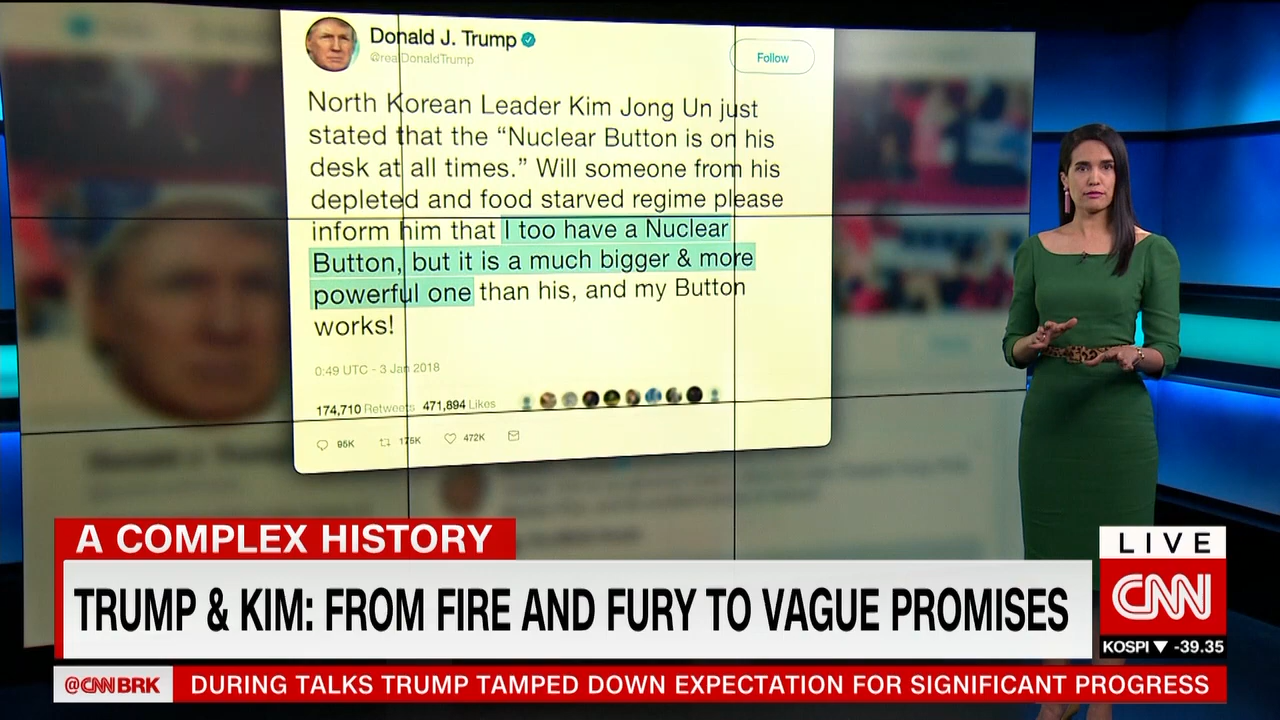 Donald J. Trump
@realDonaldTrump
Follow
North Korean Leader Kim Jong Un just
stated that the “Nuclear Button is on his
desk at all times.” Will someone from his
depleted and food starved regime please
inform him that I too have a Nuclear
Button, but it is a much bigger & more
powerful one than his, and my Button
works!
0:49 UTC - 3 Jan 2018
174,710 Retweets 471,894 Likes
95K 175K 472K
A COMPLEX HISTORY
TRUMP & KIM: FROM FIRE AND FURY TO VAGUE PROMISES
LIVE
CNN
KOSPI ▼ -39.35
@CNNBRK DURING TALKS TRUMP TAMPED DOWN EXPECTATION FOR SIGNIFICANT PROGRESS